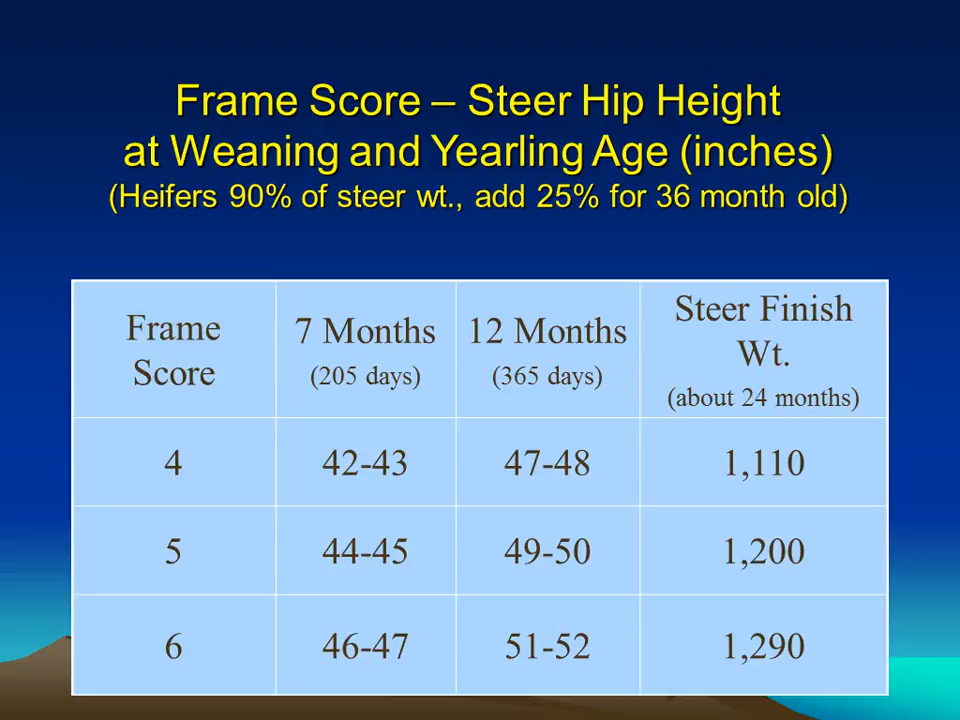 Frame Score – Steer Hip Height
at Weaning and Yearling Age (inches)
(Heifers 90% of steer wt., add 25% for 36 month old)
Frame
Score
7 Months
(205 days)
12 Months
(365 days)
Steer Finish
Wt.
(about 24 months)
4 42-43 47-48 1,110
5 44-45 49-50 1,200
6 46-47 51-52 1,290